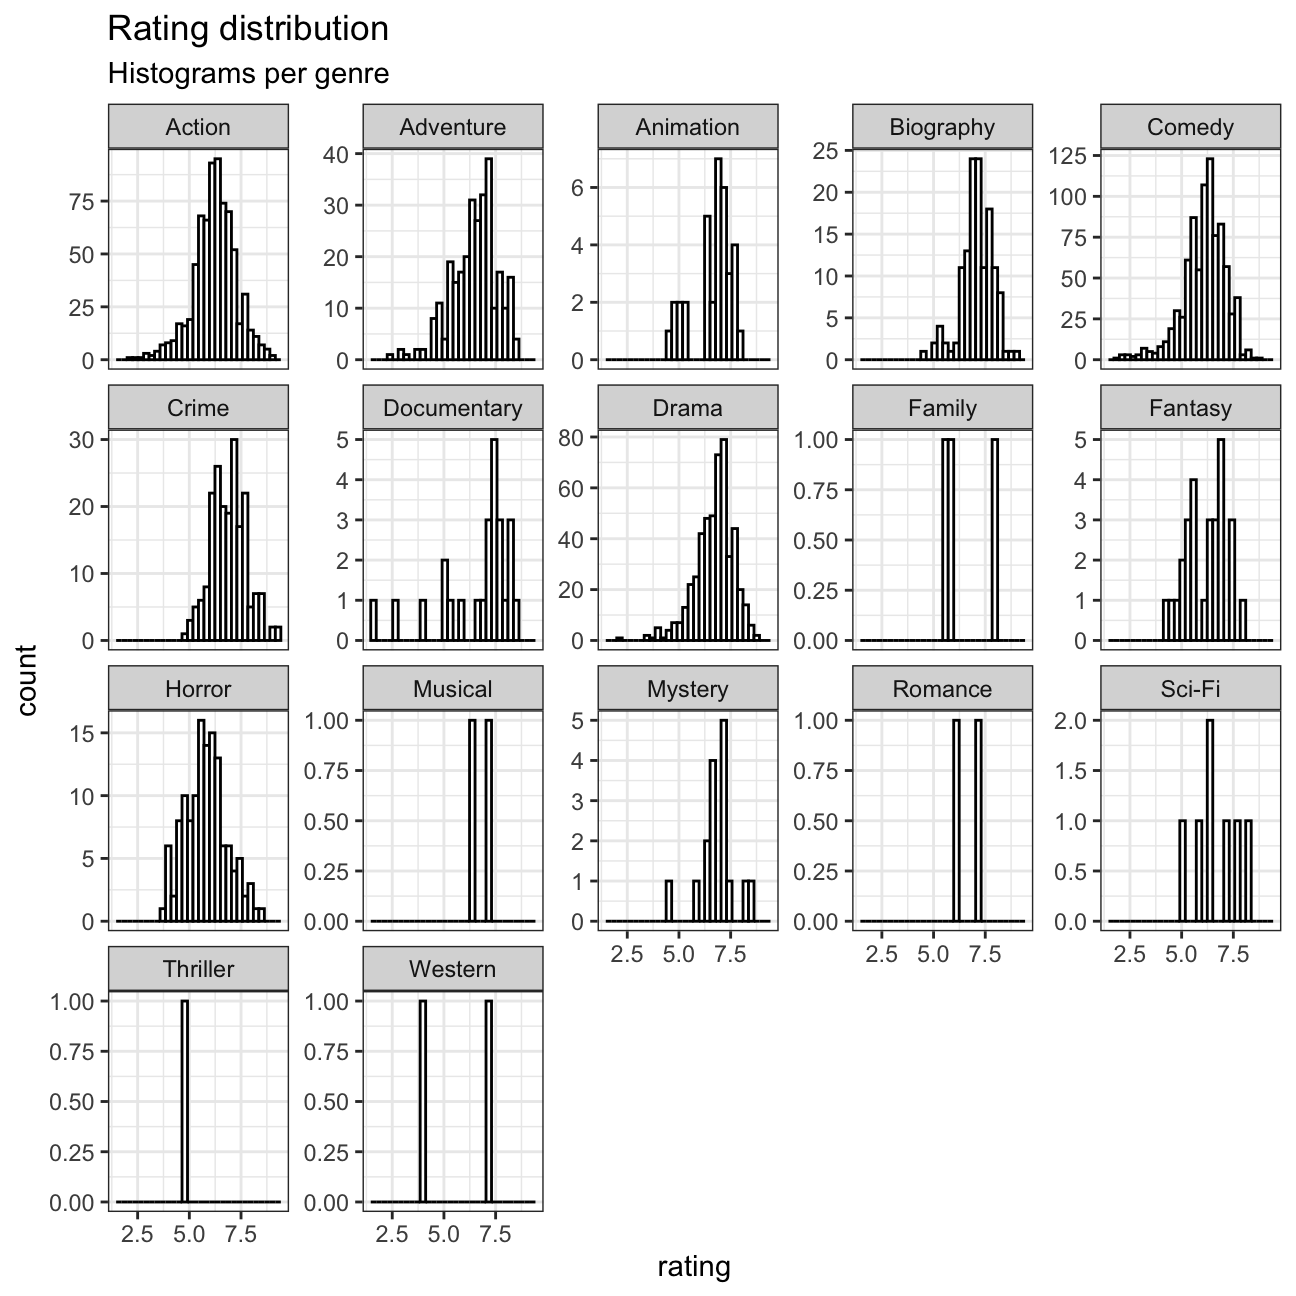 Rating distribution
Histograms per genre
Action Adventure Animation Biography Comedy
75 50 25 0
40 30 20 10 0
6 4 2 0
25 20 15 10 5 0
125 100 75 50 25 0
Crime Documentary Drama Family Fantasy
30 20 10 0
5 4 3 2 1 0
80 60 40 20 0
1.00 0.75 0.50 0.25 0.00
5 4 3 2 1 0
count
Horror Musical Mystery Romance Sci-Fi
15 10 5 0
1.00 0.75 0.50 0.25 0.00
5 4 3 2 1 0
1.00 0.75 0.50 0.25 0.00
2.0 1.5 1.0 0.5 0.0
2.5 5.0 7.5 2.5 5.0 7.5 2.5 5.0 7.5
Thriller Western
1.00 0.75 0.50 0.25 0.00
1.00 0.75 0.50 0.25 0.00
2.5 5.0 7.5 2.5 5.0 7.5
rating